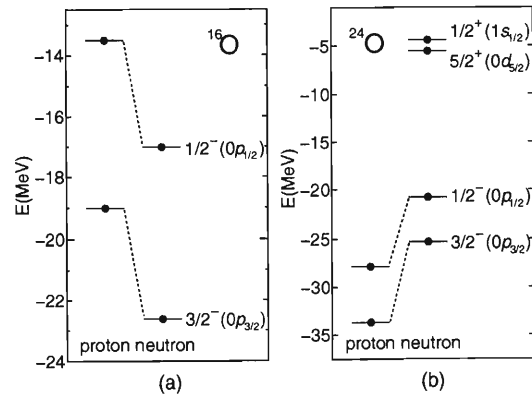 16O
E(MeV)
−14
−16
−18
−20
−22
−24
1/2−(0p1/2)
3/2−(0p3/2)
proton neutron
(a)
24O
E(MeV)
−5
−10
−15
−20
−25
−30
−35
1/2+(1s1/2)
5/2+(0d5/2)
1/2−(0p1/2)
3/2−(0p3/2)
proton neutron
(b)